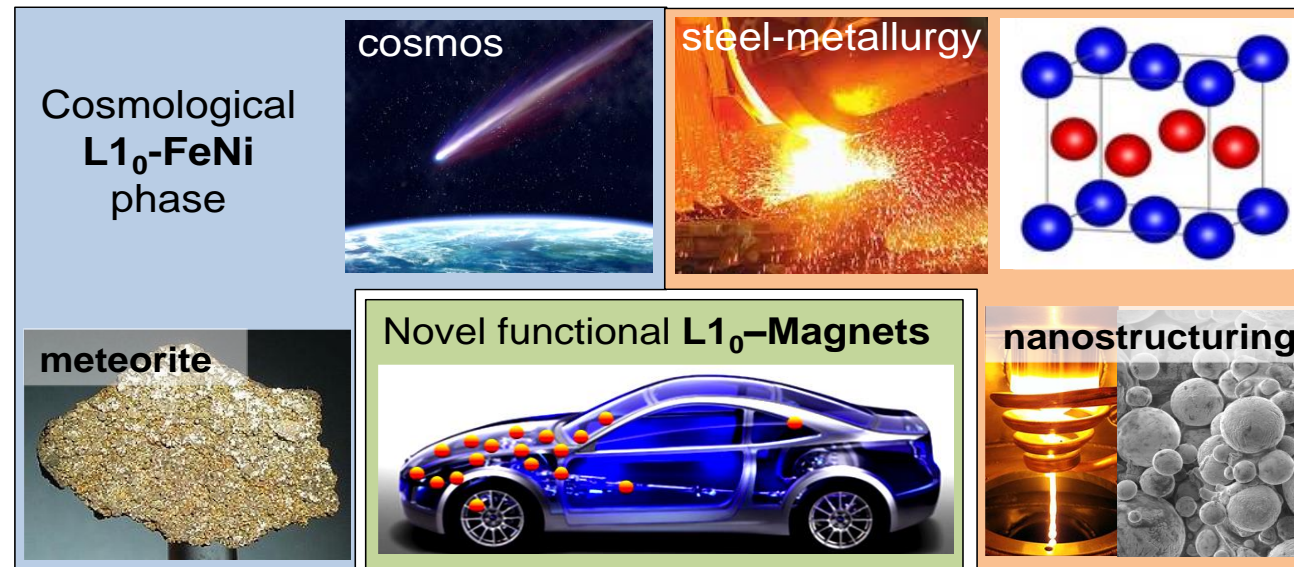 Cosmological
L1₀-FeNi
phase
cosmos
steel-metallurgy
meteorite
Novel functional L1₀–Magnets
nanostructuring